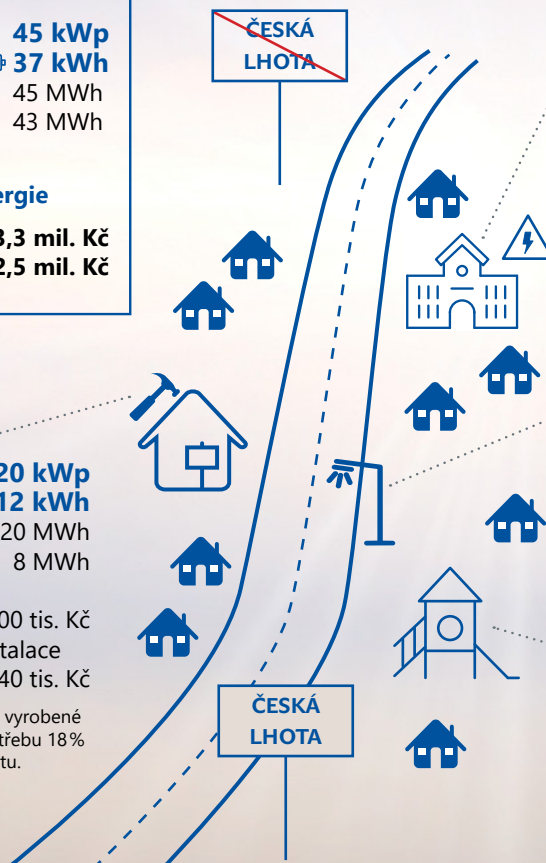 45 kWp
37 kWh
45 MWh
43 MWh
ergie
3,3 mil. Kč
2,5 mil. Kč
ČESKÁ
LHOTA
20 kWp
12 kWh
20 MWh
8 MWh
00 tis. Kč
talace
40 tis. Kč
vyrobené
třebu 18%
tu.
ČESKÁ
LHOTA